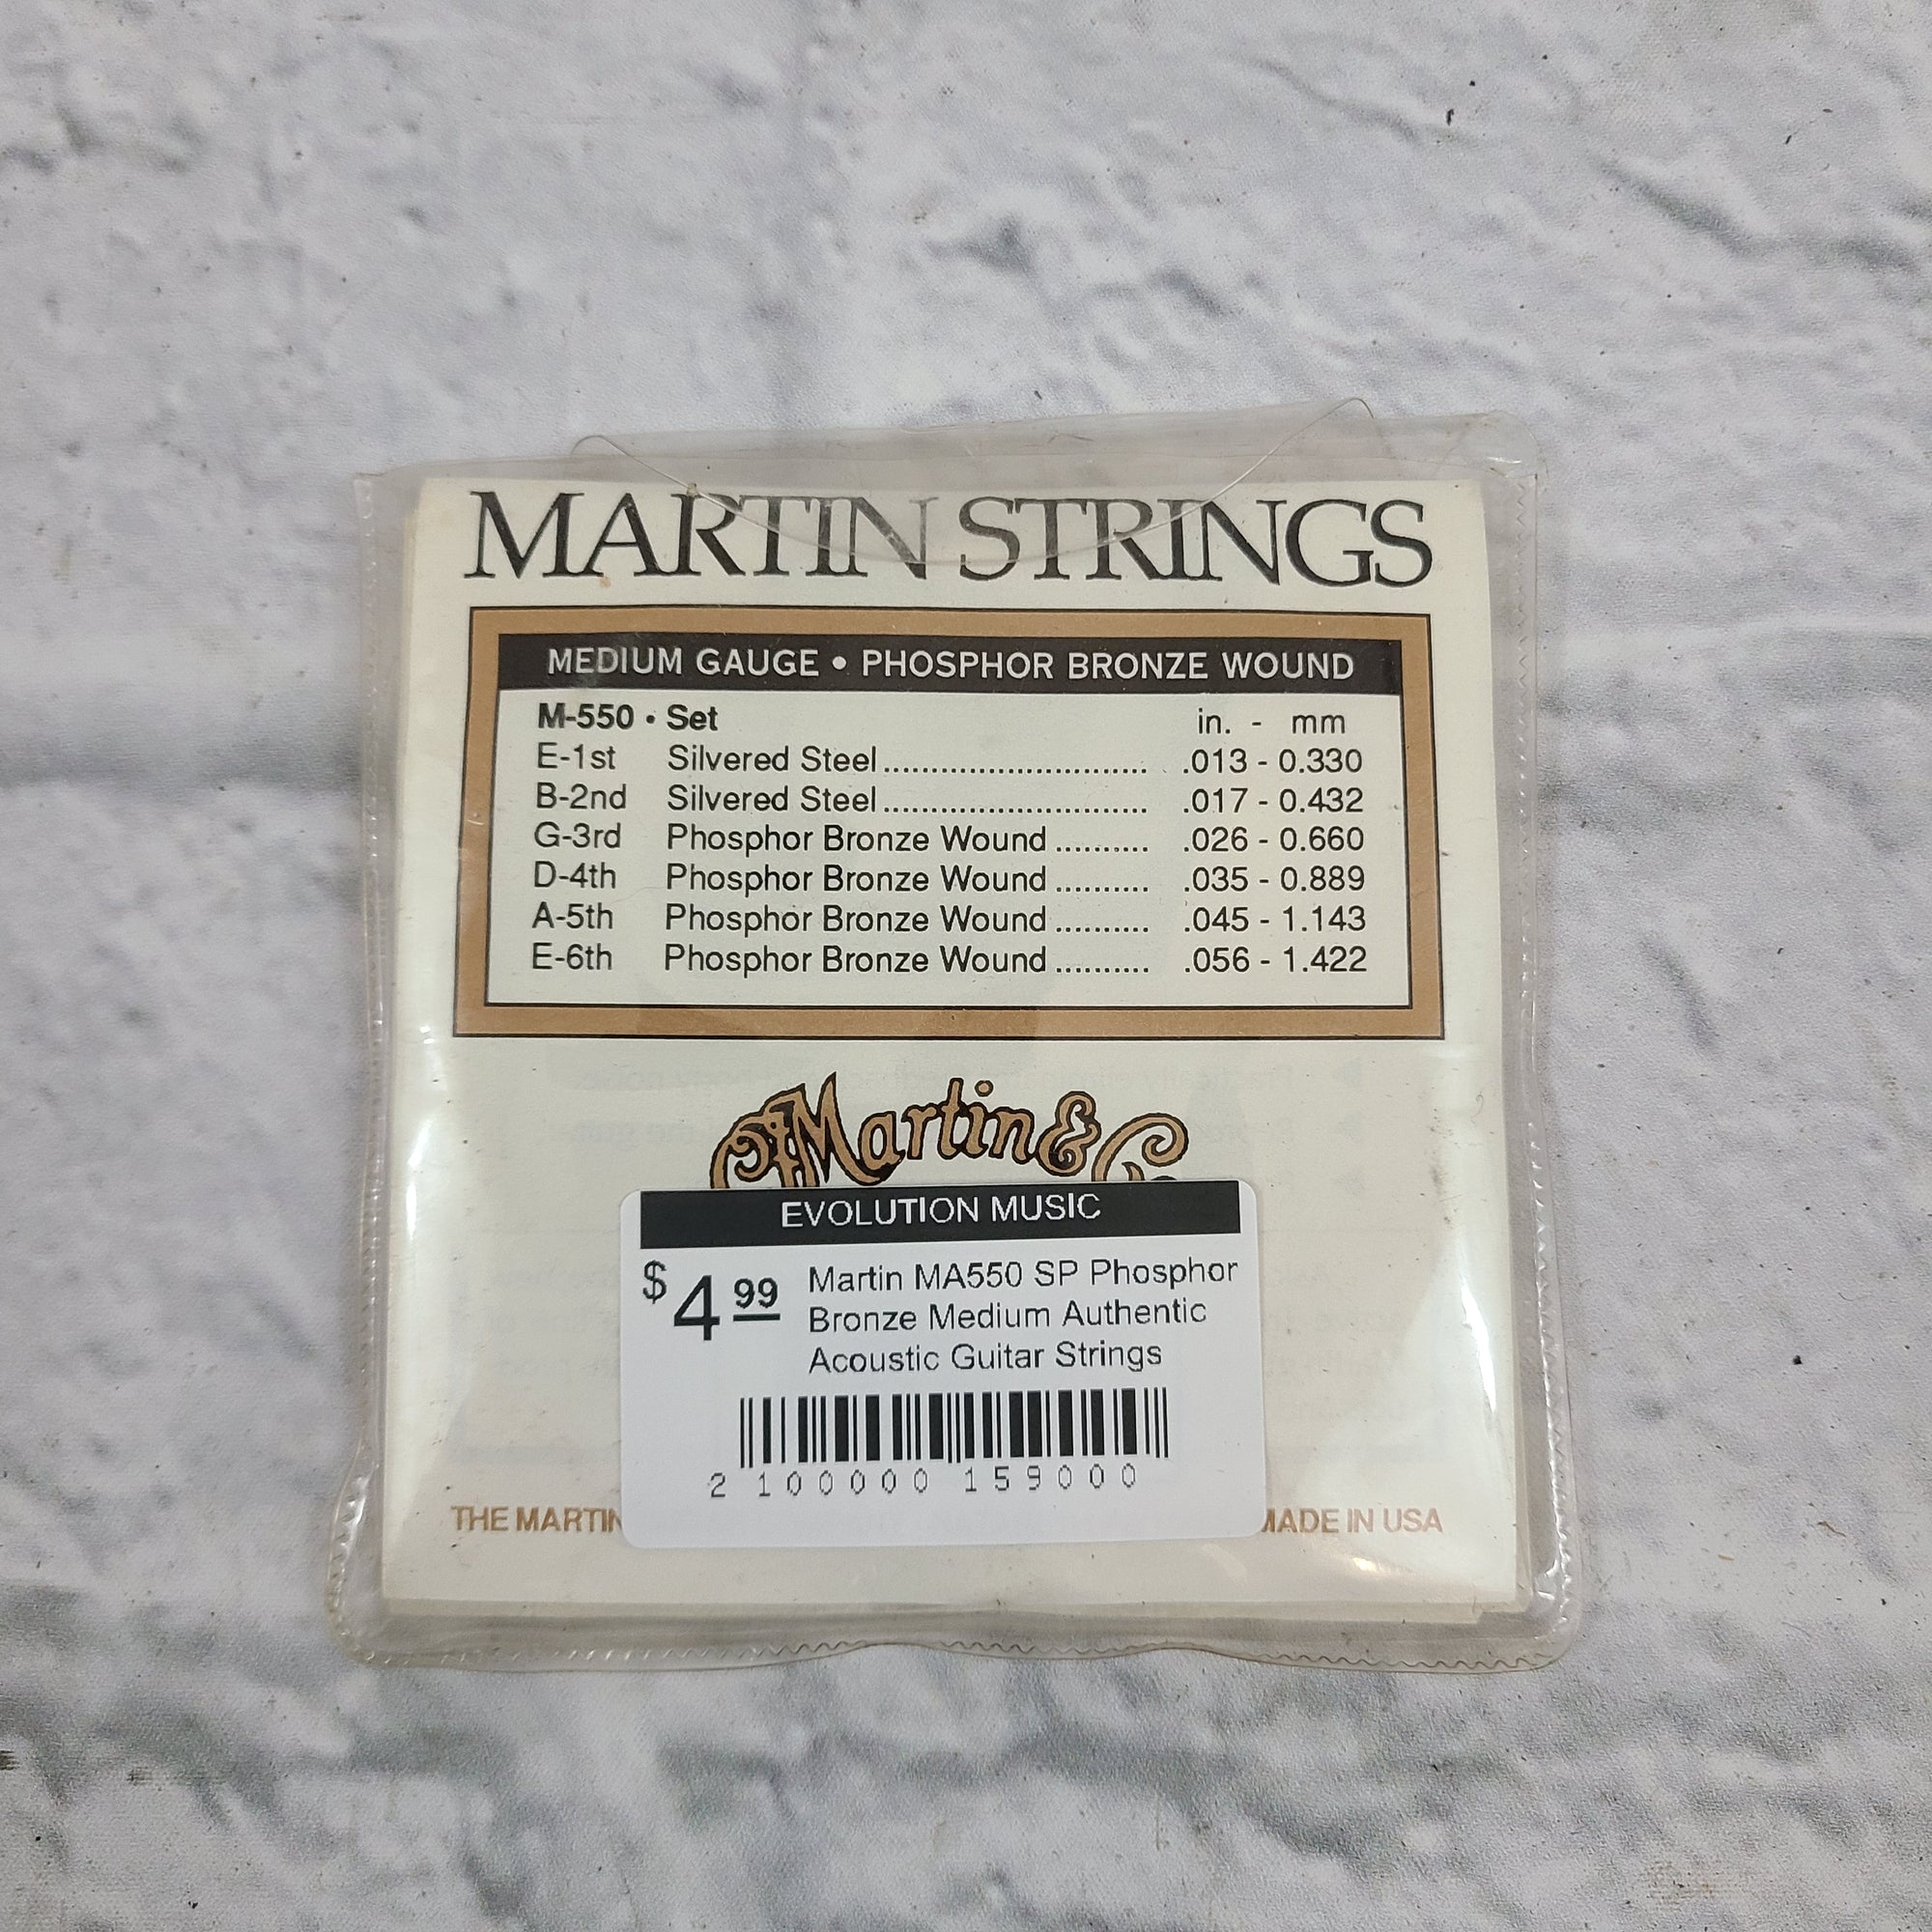 MARTIN STRINGS
MEDIUM GAUGE • PHOSPHOR BRONZE WOUND
M-550 • Set in. - mm
E-1st Silvered Steel............................ .013 - 0.330
B-2nd Silvered Steel............................ .017 - 0.432
G-3rd Phosphor Bronze Wound .......... .026 - 0.660
D-4th Phosphor Bronze Wound .......... .035 - 0.889
A-5th Phosphor Bronze Wound .......... .045 - 1.143
E-6th Phosphor Bronze Wound .......... .056 - 1.422
CF Martin & Co
EVOLUTION MUSIC
$4.99 Martin MA550 SP Phosphor
Bronze Medium Authentic
Acoustic Guitar Strings
2 100000 159000
THE MADE IN USA